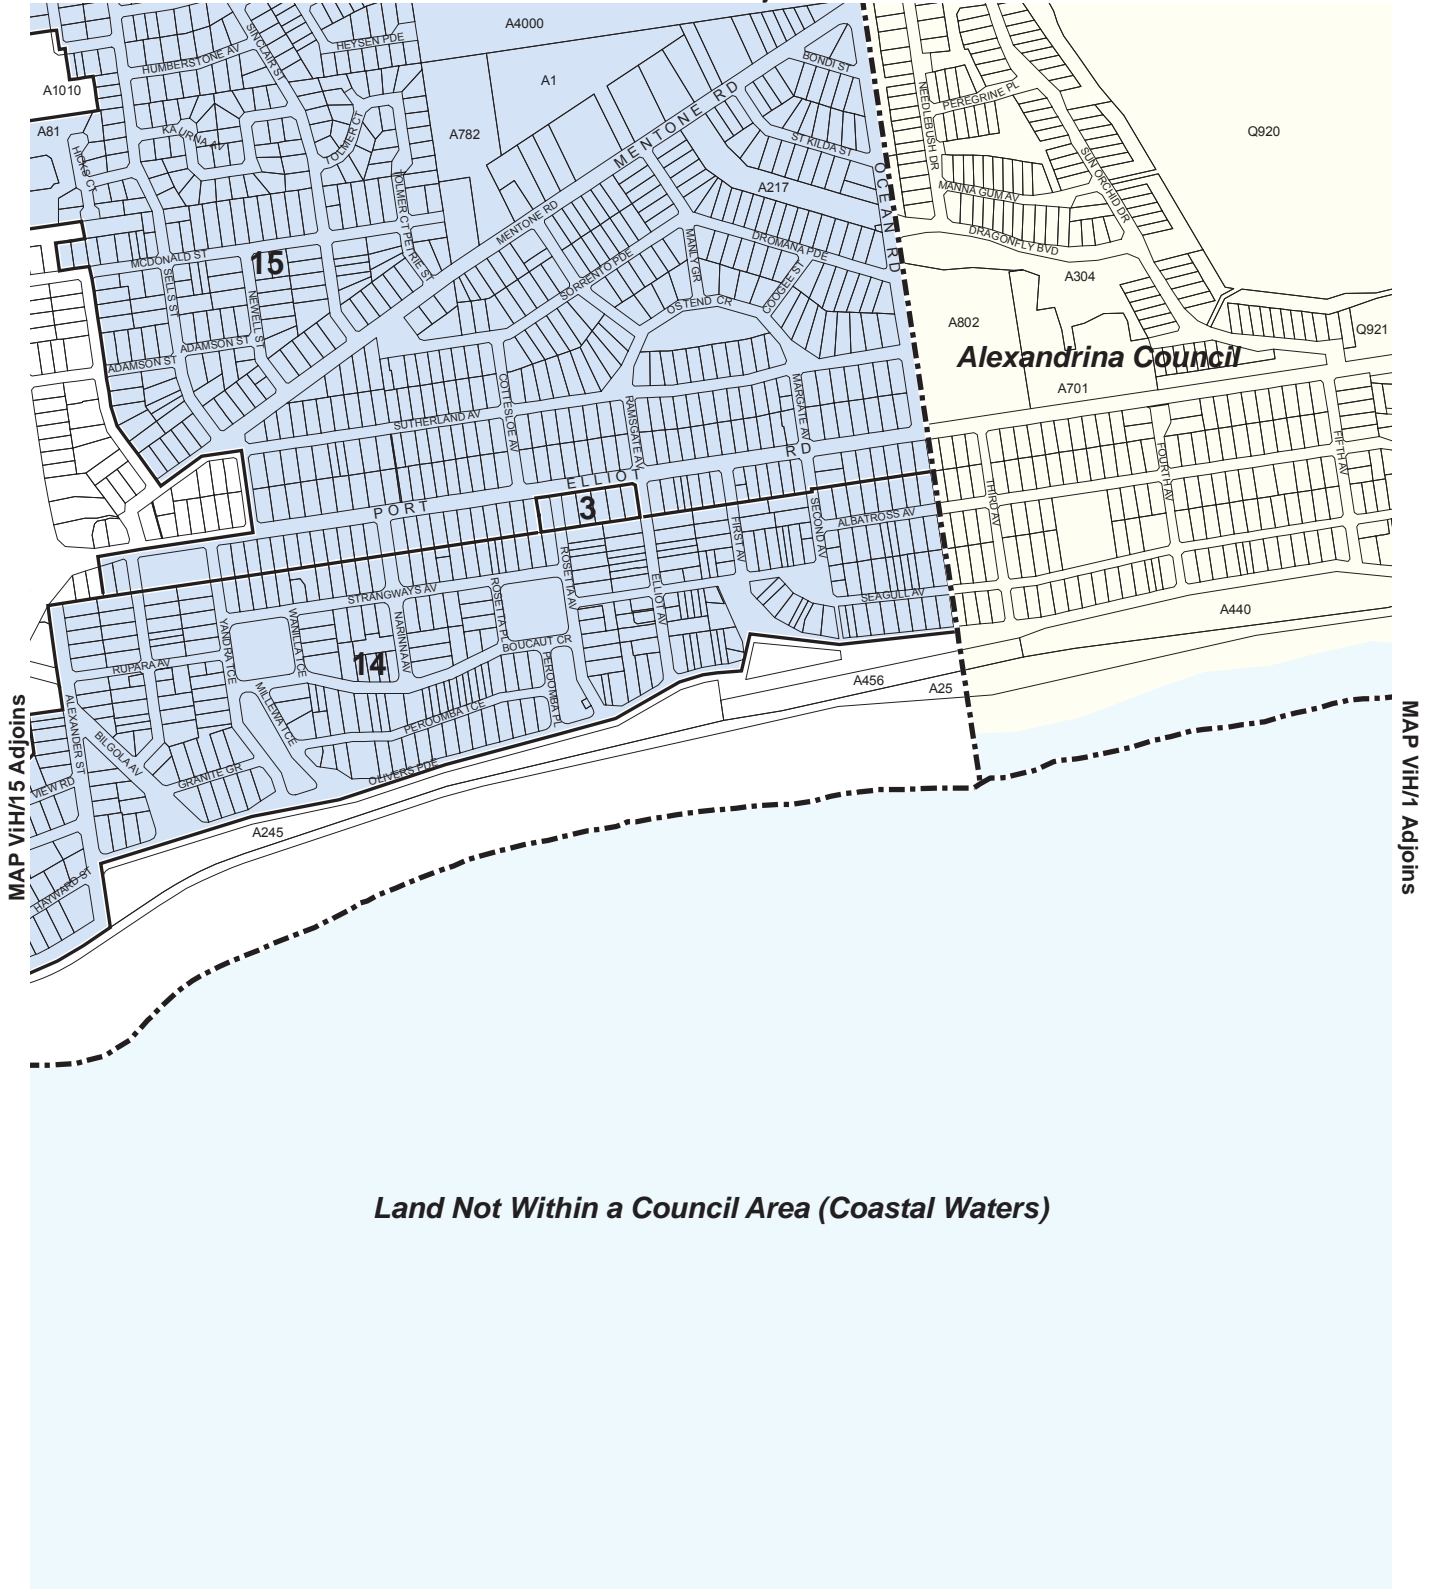 A4000
SINCLAIR ST
HEYSEN PDE
HUMBERSTONE AV
BONDI ST
A1010
A1
MENTONE RD
NEEDLEBUSH DR
PEREGRINE PL
A81
KAURNA AV
TOLMER CT
A782
ST KILDA ST
Q920
HICKS CT
TOLMER CT
A217
OCEAN RD
MANNA GUM AV
SUN ORCHID DR
MENTONE RD
MCDONALD ST
15
PETRIE ST
SORRENTO PDE
MANLY GR
DROMANA PDE
DRAGONFLY BVD
SELLS ST
NEWELL ST
COOGEE ST
A304
OSTEND CR
A802
Q921
ADAMSON ST
ADAMSON ST
Alexandrina Council
COTTESLOE AV
MARGATE AV
A701
SUTHERLAND AV
RAMSGATE AV
FOURTH AV
FIFTH AV
PORT
ELLIOT
RD
3
THIRD AV
FIRST AV
SECOND AV
ALBATROSS AV
STRANGWAYS AV
ROSETTA PL
ROSETTA AV
ELLIOT AV
SEAGULL AV
A440
YANDRA TCE
WANILLA TCE
NARINNA AV
BOUCAUT CR
14
RUPARA AV
PEROOMBA PL
A456
A25
ALEXANDER ST
MILLEWA TCE
PEROOMBA TCE
BILGOLA AV
GRANITE GR
OLIVERS PDE
VIEW RD
A245
HAYWARD ST
MAP ViH/15 Adjoins
MAP ViH/1 Adjoins
Land Not Within a Council Area (Coastal Waters)